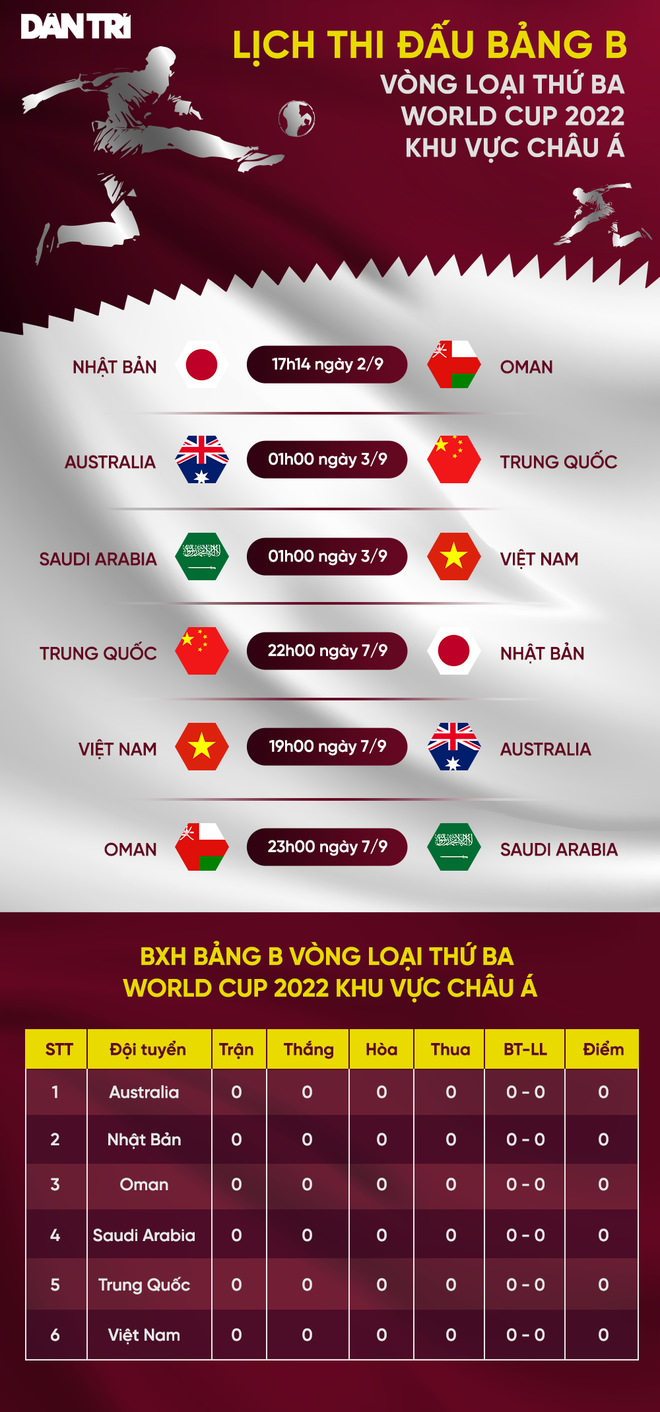 DÂN TRÍ
LỊCH THI ĐẤU BẢNG B
VÒNG LOẠI THỨ BA
WORLD CUP 2022
KHU VỰC CHÂU Á
NHẬT BẢN 17h14 ngày 2/9 OMAN
AUSTRALIA 01h00 ngày 3/9 TRUNG QUỐC
SAUDI ARABIA 01h00 ngày 3/9 VIỆT NAM
TRUNG QUỐC 22h00 ngày 7/9 NHẬT BẢN
VIỆT NAM 19h00 ngày 7/9 AUSTRALIA
OMAN 23h00 ngày 7/9 SAUDI ARABIA
BXH BẢNG B VÒNG LOẠI THỨ BA
WORLD CUP 2022 KHU VỰC CHÂU Á
STT Đội tuyển Trận Thắng Hòa Thua BT-LL Điểm
1 Australia 0 0 0 0 0 - 0 0
2 Nhật Bản 0 0 0 0 0 - 0 0
3 Oman 0 0 0 0 0 - 0 0
4 Saudi Arabia 0 0 0 0 0 - 0 0
5 Trung Quốc 0 0 0 0 0 - 0 0
6 Việt Nam 0 0 0 0 0 - 0 0